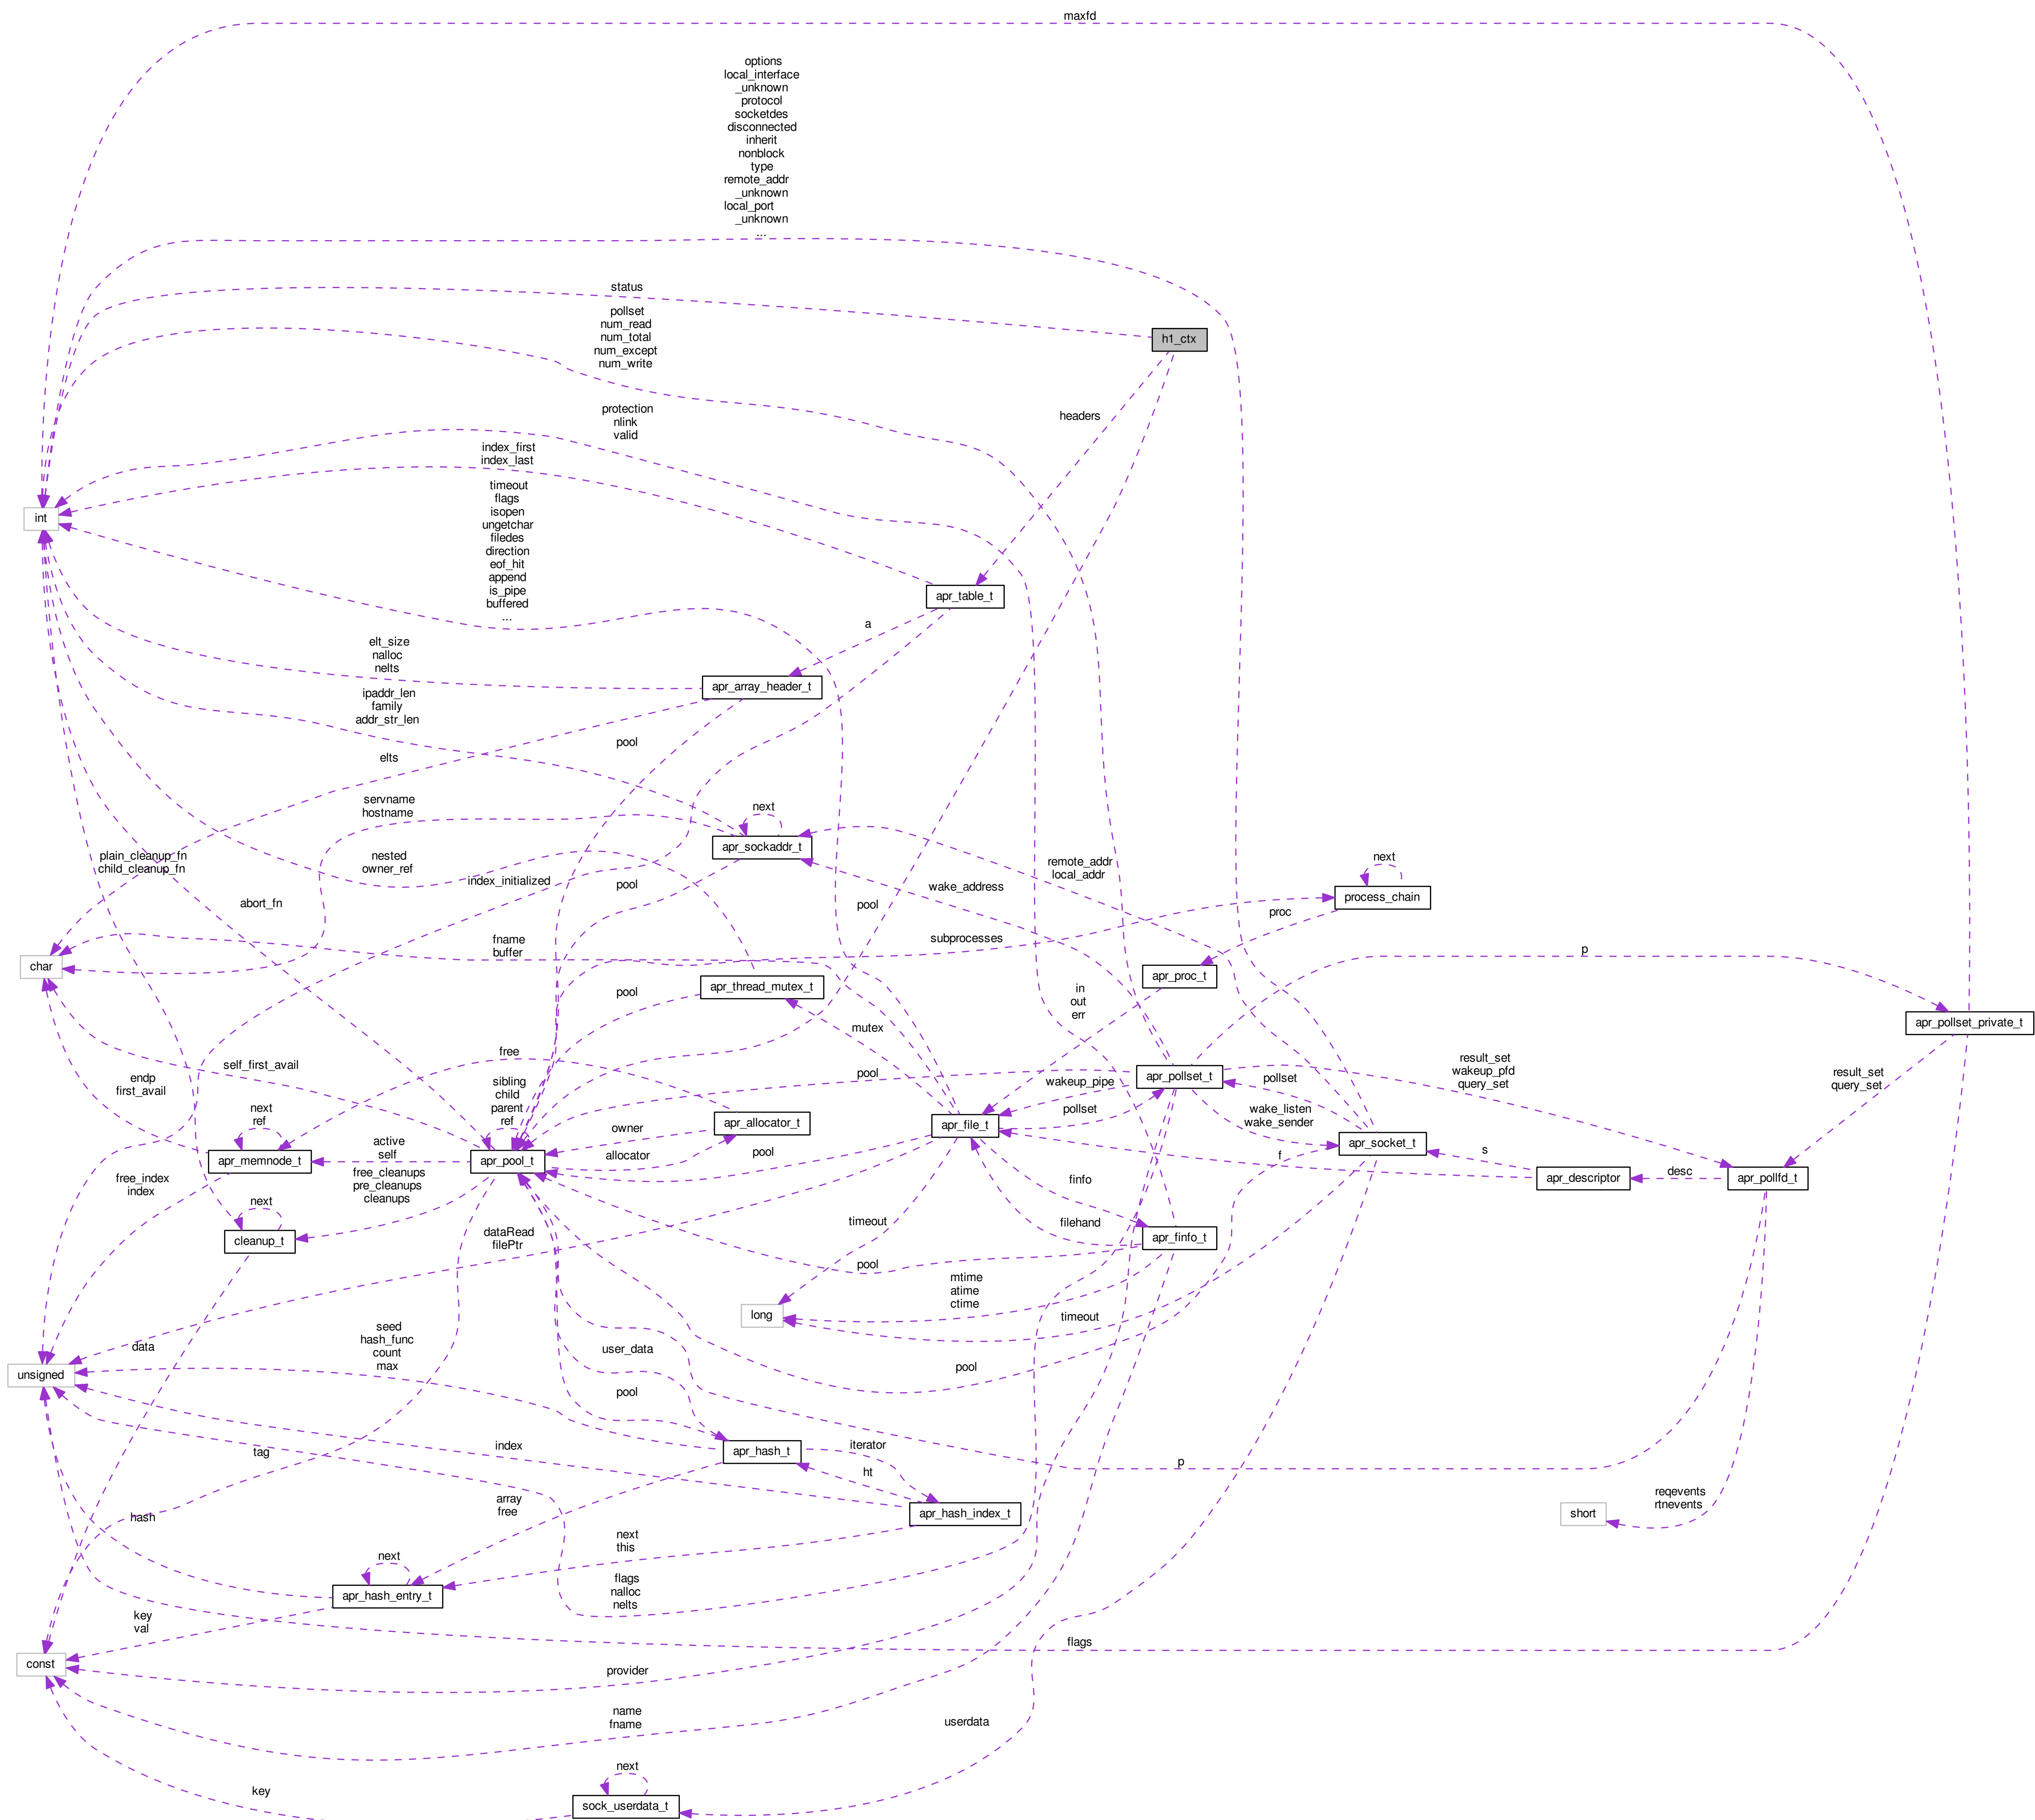 maxfd
options
local_interface
_unknown
protocol
socketdes
disconnected
inherit
nonblock
type
remote_addr
_unknown
local_port
_unknown
...
status
pollset
num_read
num_total
num_except
num_write
h1_ctx
protection
nlink
valid
headers
index_first
index_last
timeout
flags
isopen
ungetchar
filedes
direction
eof_hit
append
is_pipe
buffered
...
int
apr_table_t
a
elt_size
nalloc
nelts
apr_array_header_t
ipaddr_len
family
addr_str_len
pool
elts
servname
hostname
next
apr_sockaddr_t
plain_cleanup_fn
child_cleanup_fn
nested
owner_ref
index_initialized
pool
wake_address
remote_addr
local_addr
next
process_chain
abort_fn
pool
proc
fname
buffer
subprocesses
p
char
apr_proc_t
pool
apr_thread_mutex_t
in
out
err
mutex
apr_pollset_private_t
free
self_first_avail
endp
first_avail
sibling
child
parent
ref
pool
wakeup_pipe
apr_pollset_t
pollset
result_set
wakeup_pfd
query_set
result_set
query_set
next
ref
apr_allocator_t
owner
allocator
apr_file_t
pollset
wake_listen
wake_sender
apr_socket_t
apr_memnode_t
active
self
apr_pool_t
pool
f
s
apr_descriptor
desc
apr_pollfd_t
free_index
index
free_cleanups
pre_cleanups
cleanups
finfo
next
cleanup_t
dataRead
filePtr
timeout
filehand
apr_finfo_t
pool
mtime
atime
ctime
long
timeout
seed
hash_func
count
max
data
user_data
pool
unsigned
pool
tag
index
apr_hash_t
iterator
ht
p
reqevents
rtnevents
short
hash
array
free
apr_hash_index_t
next
this
next
apr_hash_entry_t
flags
nalloc
nelts
key
val
flags
const
provider
name
fname
userdata
next
key
sock_userdata_t